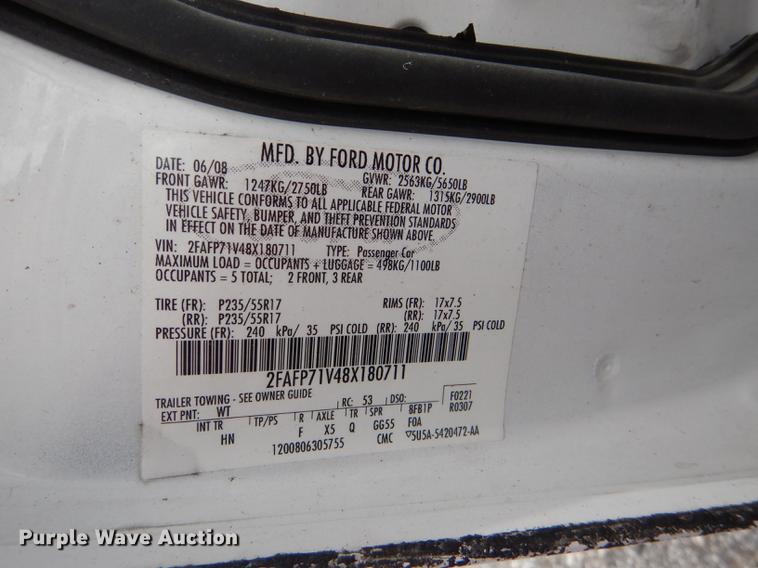 MFD. BY FORD MOTOR CO.
DATE: 06/08 GVWR: 2563KG/5650LB
FRONT GAWR: 1247KG/2750LB REAR GAWR: 1315KG/2900LB
THIS VEHICLE CONFORMS TO ALL APPLICABLE FEDERAL MOTOR
VEHICLE SAFETY, BUMPER, AND THEFT PREVENTION STANDARDS
IN EFFECT ON THE DATE OF MANUFACTURE SHOWN ABOVE.
VIN: 2FAFP71V48X180711 TYPE: Passenger Car
MAXIMUM LOAD = OCCUPANTS + LUGGAGE = 498KG/1100LB
OCCUPANTS = 5 TOTAL; 2 FRONT, 3 REAR
TIRE (FR): P235/55R17 RIMS (FR): 17x7.5
(RR): P235/55R17 (RR): 17x7.5
PRESSURE (FR): 240 kPa/ 35 PSI COLD (RR): 240 kPa/ 35 PSI COLD
2FAFP71V48X180711
TRAILER TOWING - SEE OWNER GUIDE
EXT PNT: WT RC: 53 DSO: F0221
INT TR TP/PS R AXLE TR SPR 8FB1P R0307
HN F X5 Q GG55 F0A
1200806305755 CMC ▽5U5A-5420472-AA
Purple Wave Auction